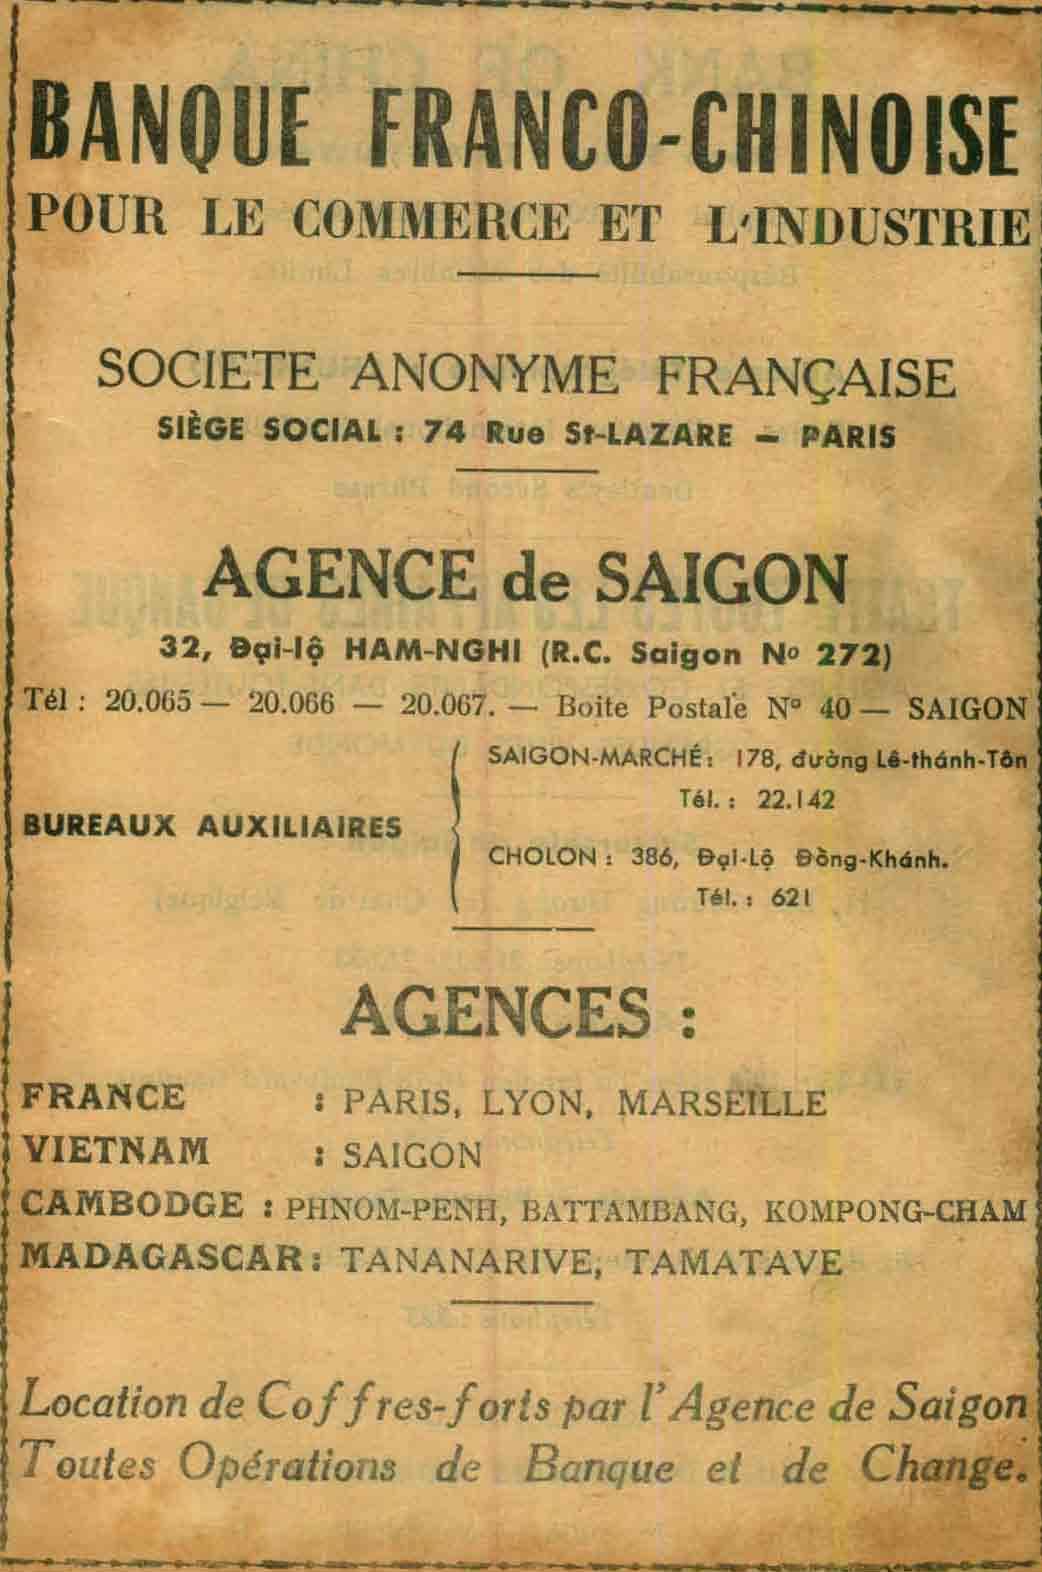 BANQUE FRANCO-CHINOISE
POUR LE COMMERCE ET L'INDUSTRIE
SOCIETE ANONYME FRANÇAISE
SIÈGE SOCIAL : 74 Rue St-LAZARE - PARIS
AGENCE de SAIGON
32, Đại-lộ HAM-NGHI (R.C. Saigon Nº 272)
Tél : 20.065 — 20.066 — 20.067. — Boite Postale Nº 40 — SAIGON
BUREAUX AUXILIAIRES
SAIGON-MARCHÉ : 178, đường Lê-thánh-Tôn
Tél. : 22.142
CHOLON : 386, Đại-Lộ Đồng-Khánh.
Tél. : 621
AGENCES :
FRANCE : PARIS, LYON, MARSEILLE
VIETNAM : SAIGON
CAMBODGE : PHNOM-PENH, BATTAMBANG, KOMPONG-CHAM
MADAGASCAR : TANANARIVE, TAMATAVE
Location de Coffres-forts par l'Agence de Saigon
Toutes Opérations de Banque et de Change.